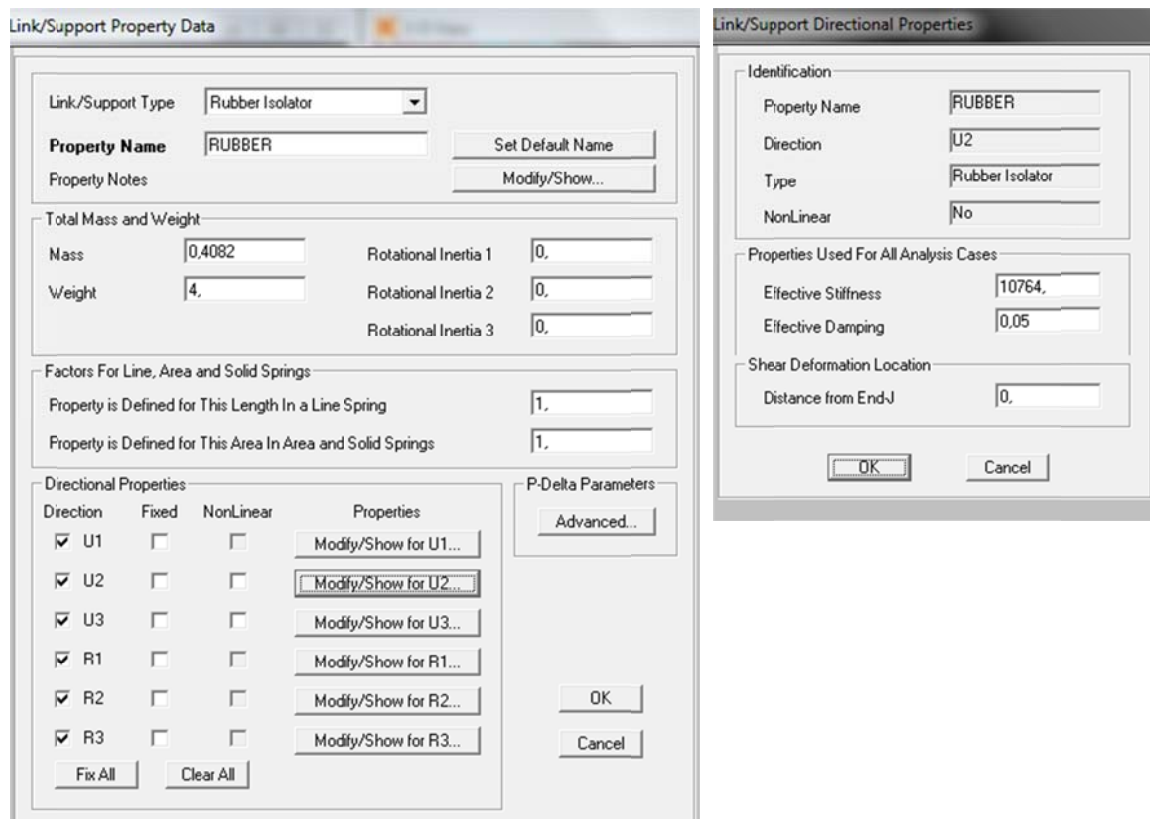 Link/Support Property Data
Link/Support Type Rubber Isolator
Property Name RUBBER Set Default Name
Property Notes Modify/Show...
Total Mass and Weight
Mass 0,4082 Rotational Inertia 1 0,
Weight 4, Rotational Inertia 2 0,
Rotational Inertia 3 0,
Factors For Line, Area and Solid Springs
Property is Defined for This Length In a Line Spring 1,
Property is Defined for This Area In Area and Solid Springs 1,
Directional Properties
Direction Fixed NonLinear Properties
U1 Modify/Show for U1...
U2 Modify/Show for U2...
U3 Modify/Show for U3...
R1 Modify/Show for R1...
R2 Modify/Show for R2...
R3 Modify/Show for R3...
Fix All Clear All
P-Delta Parameters
Advanced...
OK
Cancel
Link/Support Directional Properties
Identification
Property Name RUBBER
Direction U2
Type Rubber Isolator
NonLinear No
Properties Used For All Analysis Cases
Effective Stiffness 10764,
Effective Damping 0,05
Shear Deformation Location
Distance from End-J 0,
OK Cancel